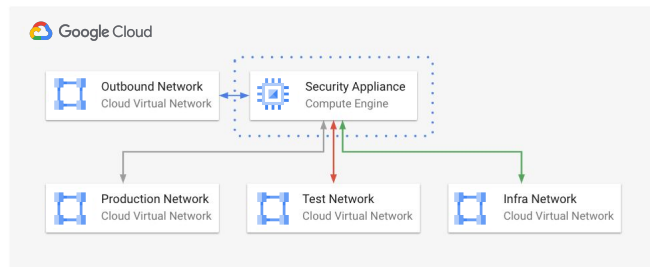 Google Cloud
Outbound Network
Cloud Virtual Network
Security Appliance
Compute Engine
Production Network
Cloud Virtual Network
Test Network
Cloud Virtual Network
Infra Network
Cloud Virtual Network